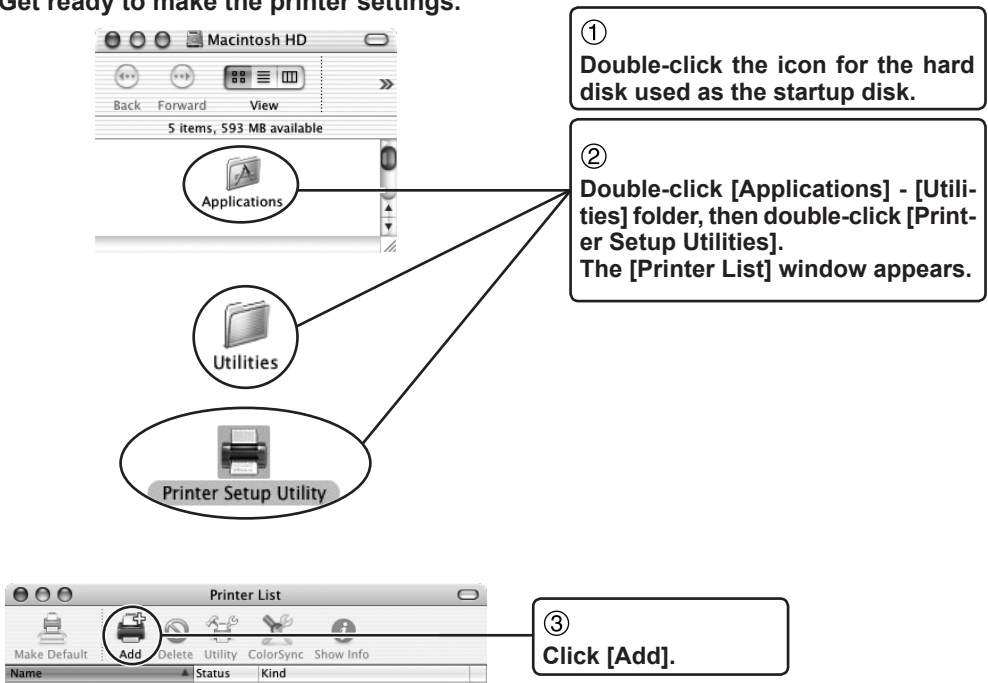 Get ready to make the printer settings.
Macintosh HD
Back Forward View
5 items, 593 MB available
Applications
①
Double-click the icon for the hard
disk used as the startup disk.
②
Double-click [Applications] - [Utili-
ties] folder, then double-click [Print-
er Setup Utilities].
The [Printer List] window appears.
Utilities
Printer Setup Utility
Printer List
Make Default Add Delete Utility ColorSync Show Info
Name Status Kind
③
Click [Add].